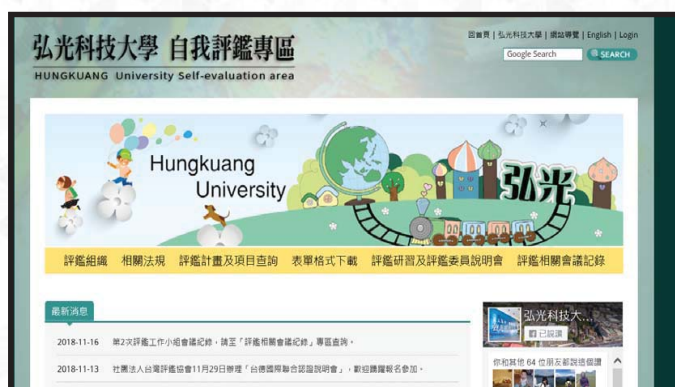 弘光科技大學 自我評鑑專區
HUNGKUANG University Self-evaluation area
回首頁 | 弘光科技大學 | 網站導覽 | English | Login
Google Search
SEARCH
Hungkuang
University
弘光
評鑑組織 相關法規 評鑑計畫及項目查詢 表單格式下載 評鑑研習及評鑑委員說明會 評鑑相關會議記錄
最新消息
2018-11-16 第2次評鑑工作小組會議紀錄，請至「評鑑相關會議紀錄」專區查詢。
2018-11-13 社團法人台灣評鑑協會11月29日辦理「台德國際聯合認證說明會」，歡迎踴躍報名參加。
弘光科技大...
已說讚
你和其他 64 位朋友都說這個讚